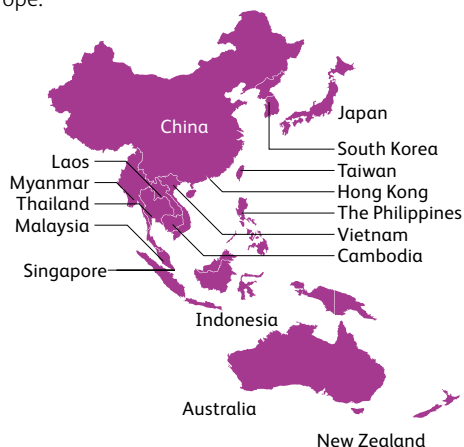 ope.
China
Japan
South Korea
Laos
Taiwan
Myanmar
Hong Kong
Thailand
The Philippines
Malaysia
Vietnam
Cambodia
Singapore
Indonesia
Australia
New Zealand